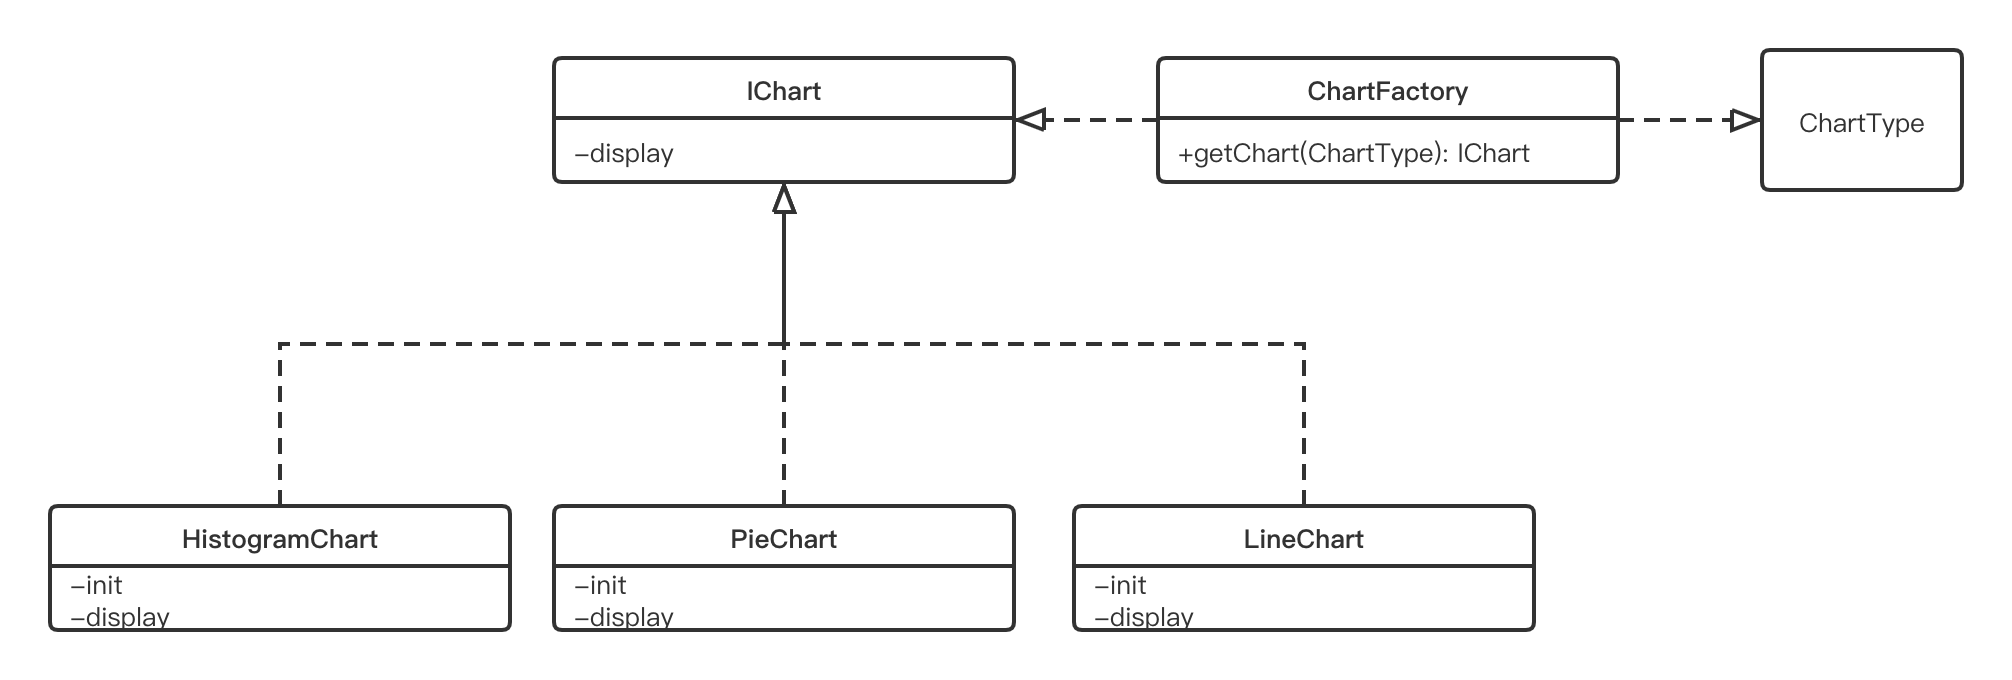 IChart
–display
ChartFactory
+getChart(ChartType): IChart
ChartType
HistogramChart
–init
–display
PieChart
–init
–display
LineChart
–init
–display